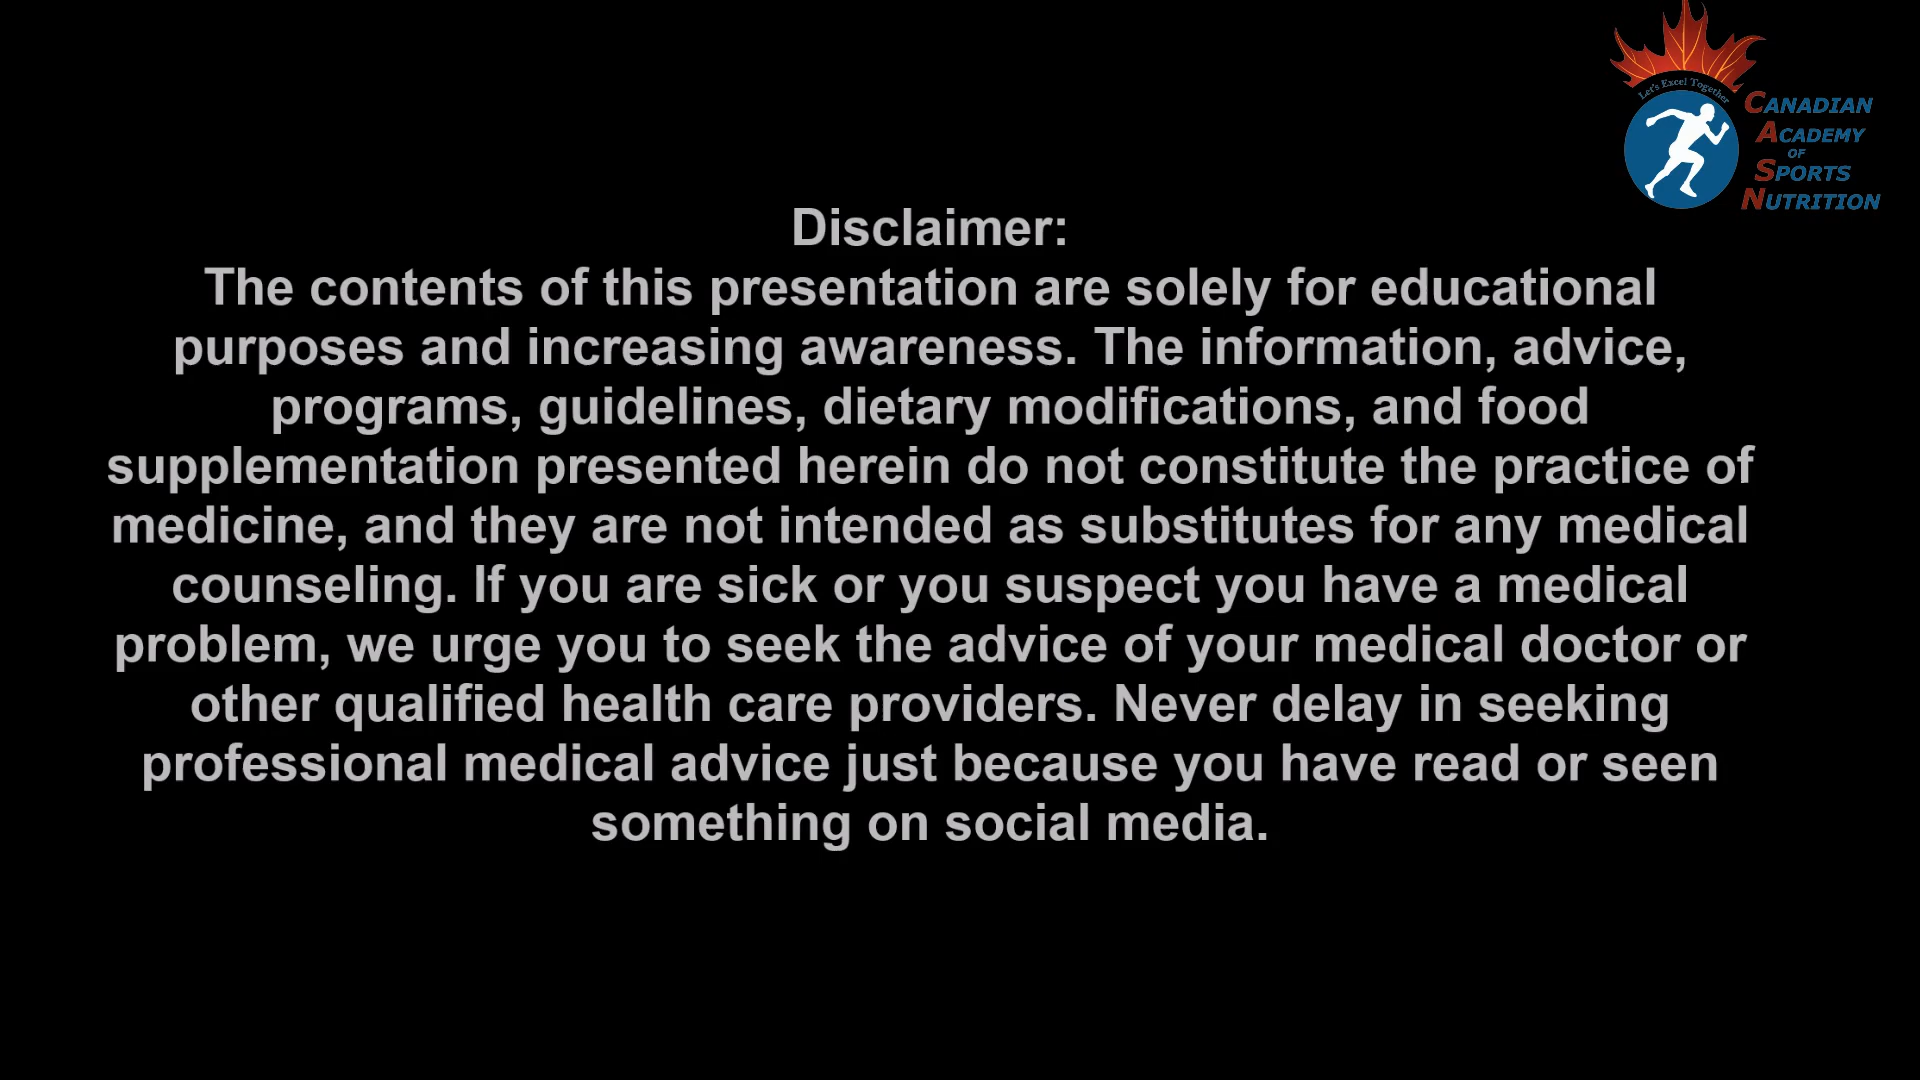 Let's Excel Together
CANADIAN
ACADEMY
OF
SPORTS
NUTRITION
Disclaimer:
The contents of this presentation are solely for educational
purposes and increasing awareness. The information, advice,
programs, guidelines, dietary modifications, and food
supplementation presented herein do not constitute the practice of
medicine, and they are not intended as substitutes for any medical
counseling. If you are sick or you suspect you have a medical
problem, we urge you to seek the advice of your medical doctor or
other qualified health care providers. Never delay in seeking
professional medical advice just because you have read or seen
something on social media.